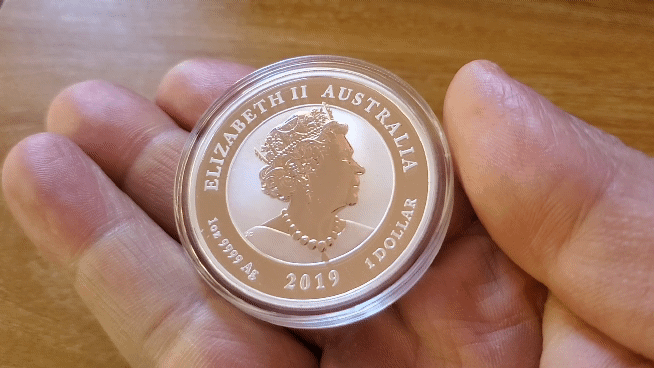 ELIZABETH II AUSTRALIA
1oz 9999 Ag 2019 1 DOLLAR